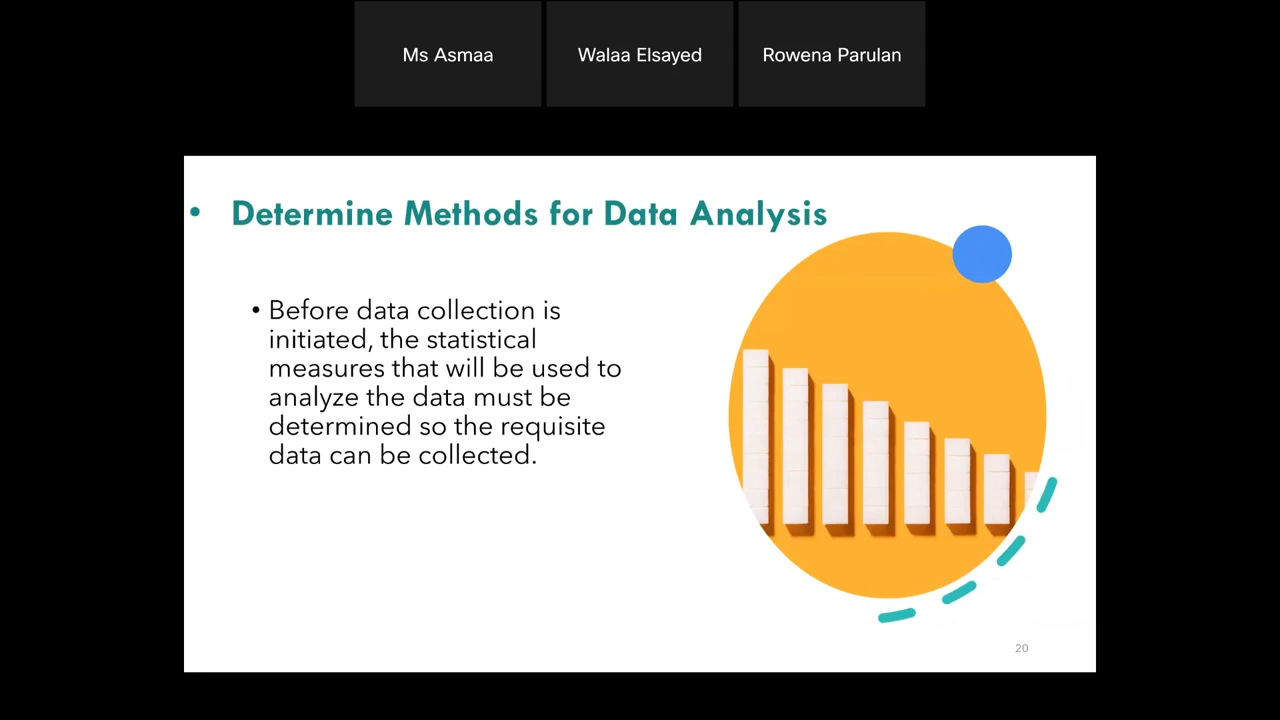 Ms Asmaa
Walaa Elsayed
Rowena Parulan
• Determine Methods for Data Analysis
• Before data collection is
initiated, the statistical
measures that will be used to
analyze the data must be
determined so the requisite
data can be collected.
20